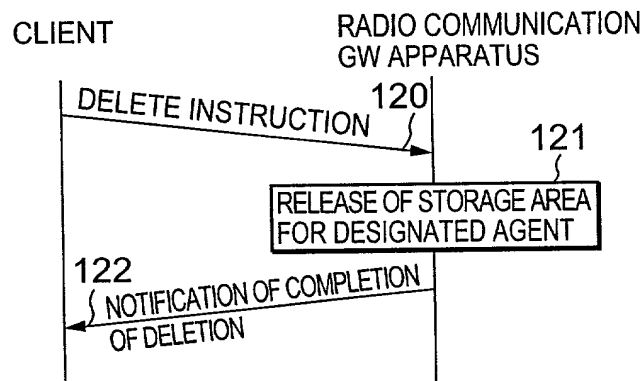 CLIENT
RADIO COMMUNICATION
GW APPARATUS
DELETE INSTRUCTION
120
121
RELEASE OF STORAGE AREA
FOR DESIGNATED AGENT
122
NOTIFICATION OF COMPLETION
OF DELETION